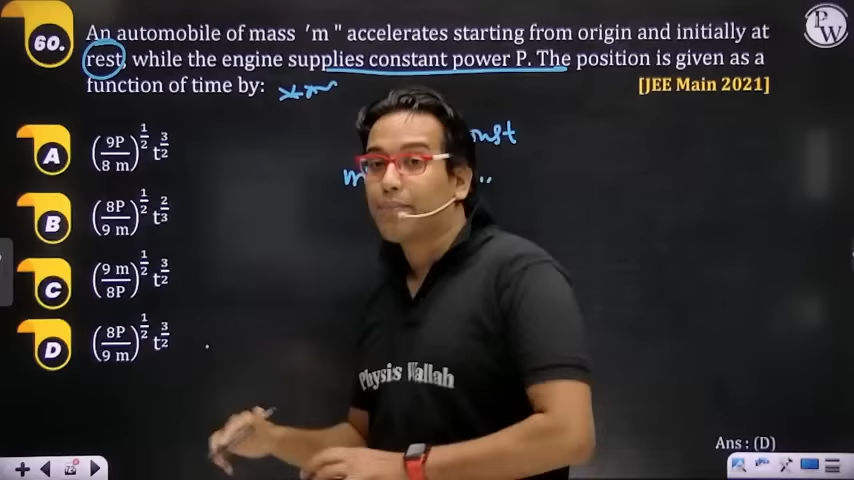 60.
An automobile of mass 'm " accelerates starting from origin and initially at
rest, while the engine supplies constant power P. The position is given as a
function of time by:
[JEE Main 2021]
A (9P/8 m)^1/2 t^3/2
B (8P/9 m)^1/2 t^2/3
C (9 m/8P)^1/2 t^3/2
D (8P/9 m)^1/2 t^3/2
Physics Wallah
Ans : (D)
PW